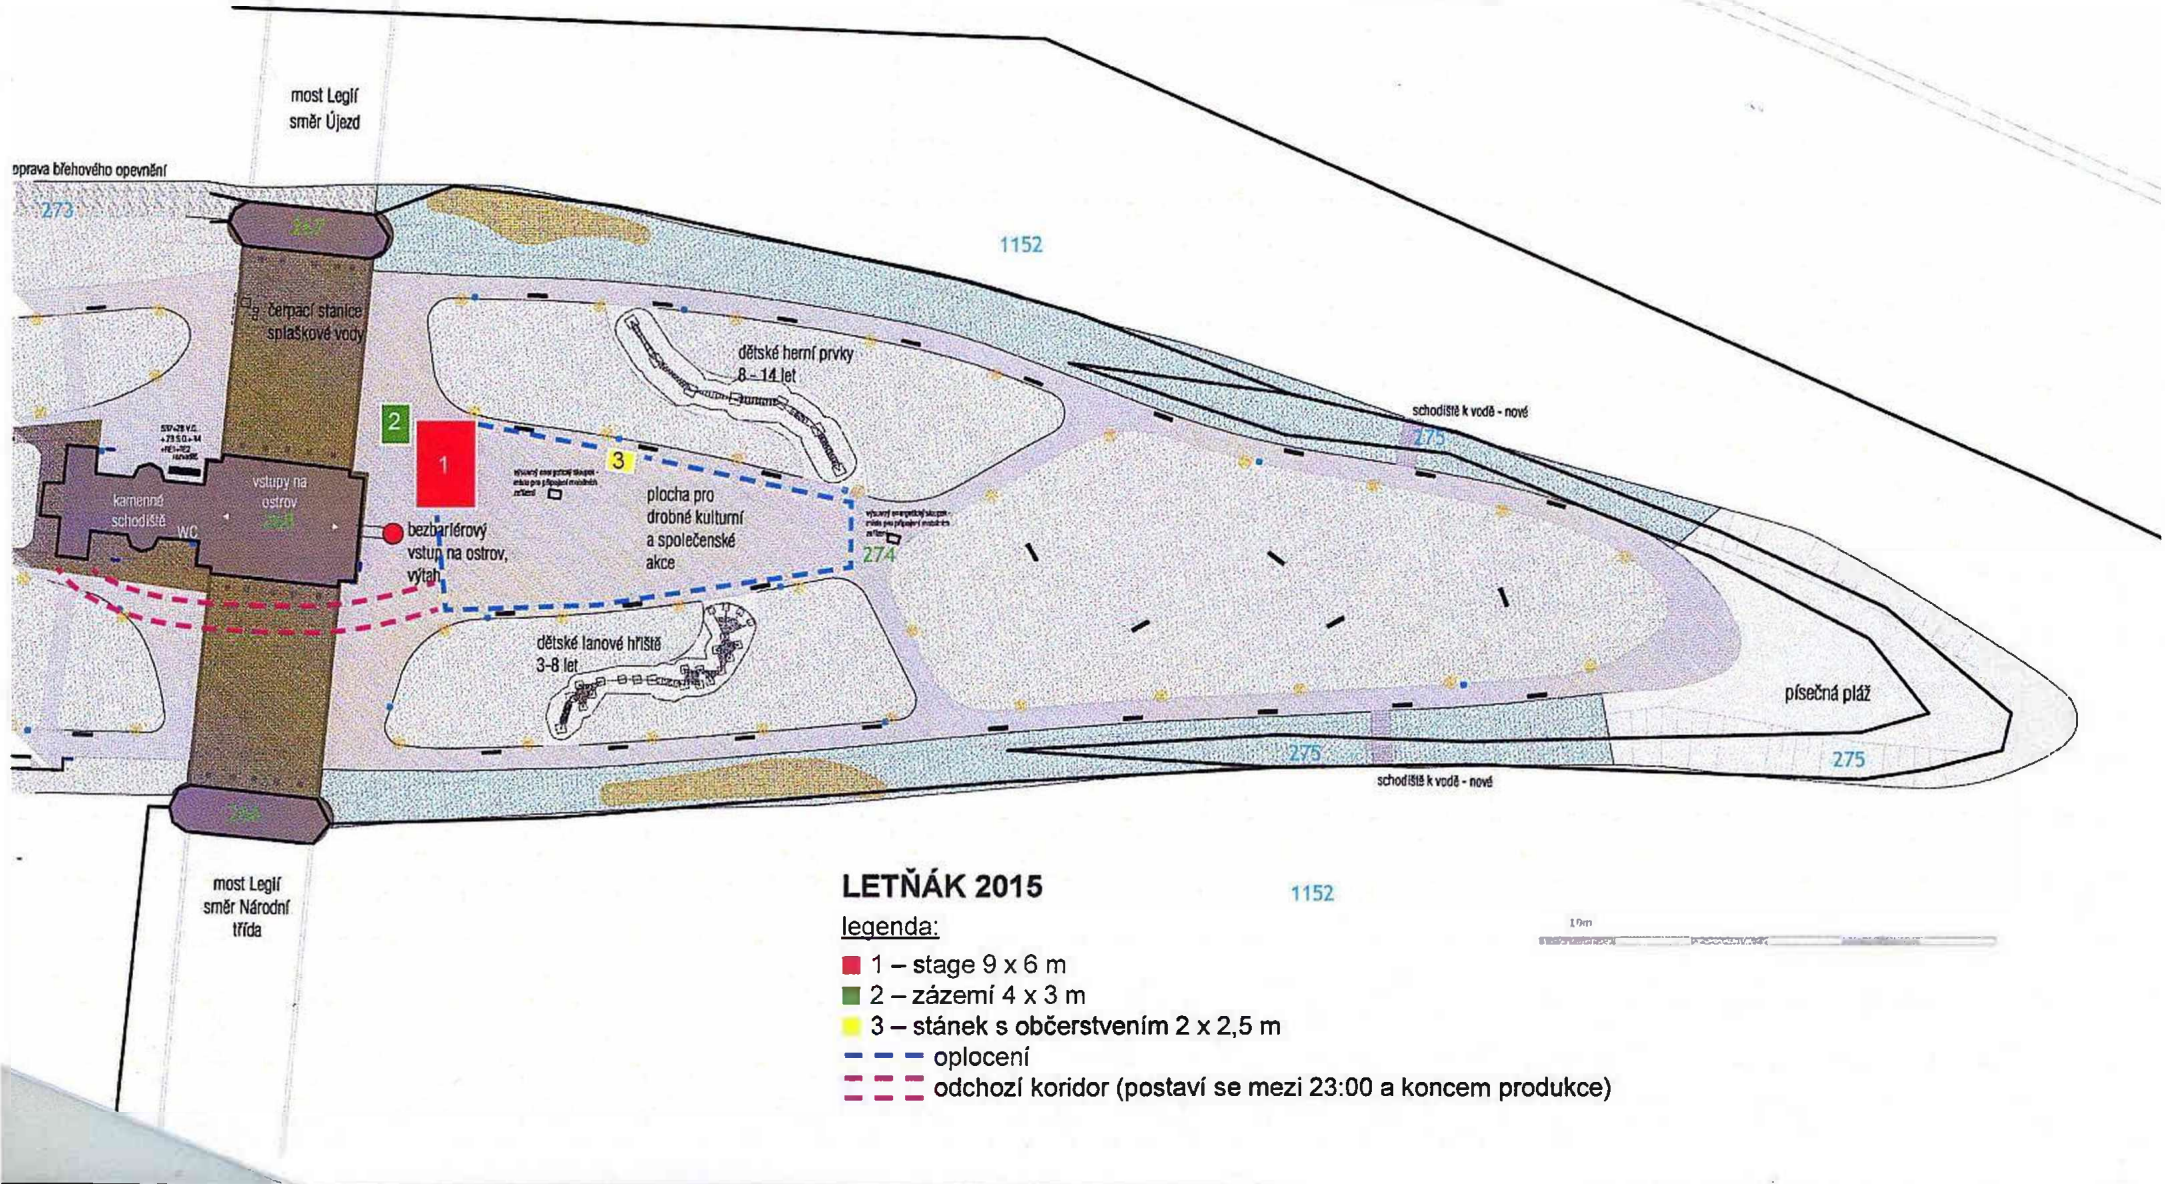 most Legií
směr Újezd
oprava břehového opevnění
273
267
1152
čerpací stanice
splaškové vody
dětské herní prvky
8 – 14 let
schodiště k vodě - nové
275
2
1
3
vstupy na
ostrov
kamenné
schodiště
WC
bezbariérový
vstup na ostrov,
výtah
plocha pro
drobné kulturní
a společenské
akce
274
dětské lanové hřiště
3-8 let
písečná pláž
275
275
schodiště k vodě - nové
most Legií
směr Národní
třída
LETŇÁK 2015
1152
legenda:
10m
1 – stage 9 x 6 m
2 – zázemí 4 x 3 m
3 – stánek s občerstvením 2 x 2,5 m
oplocení
odchozí koridor (postaví se mezi 23:00 a koncem produkce)